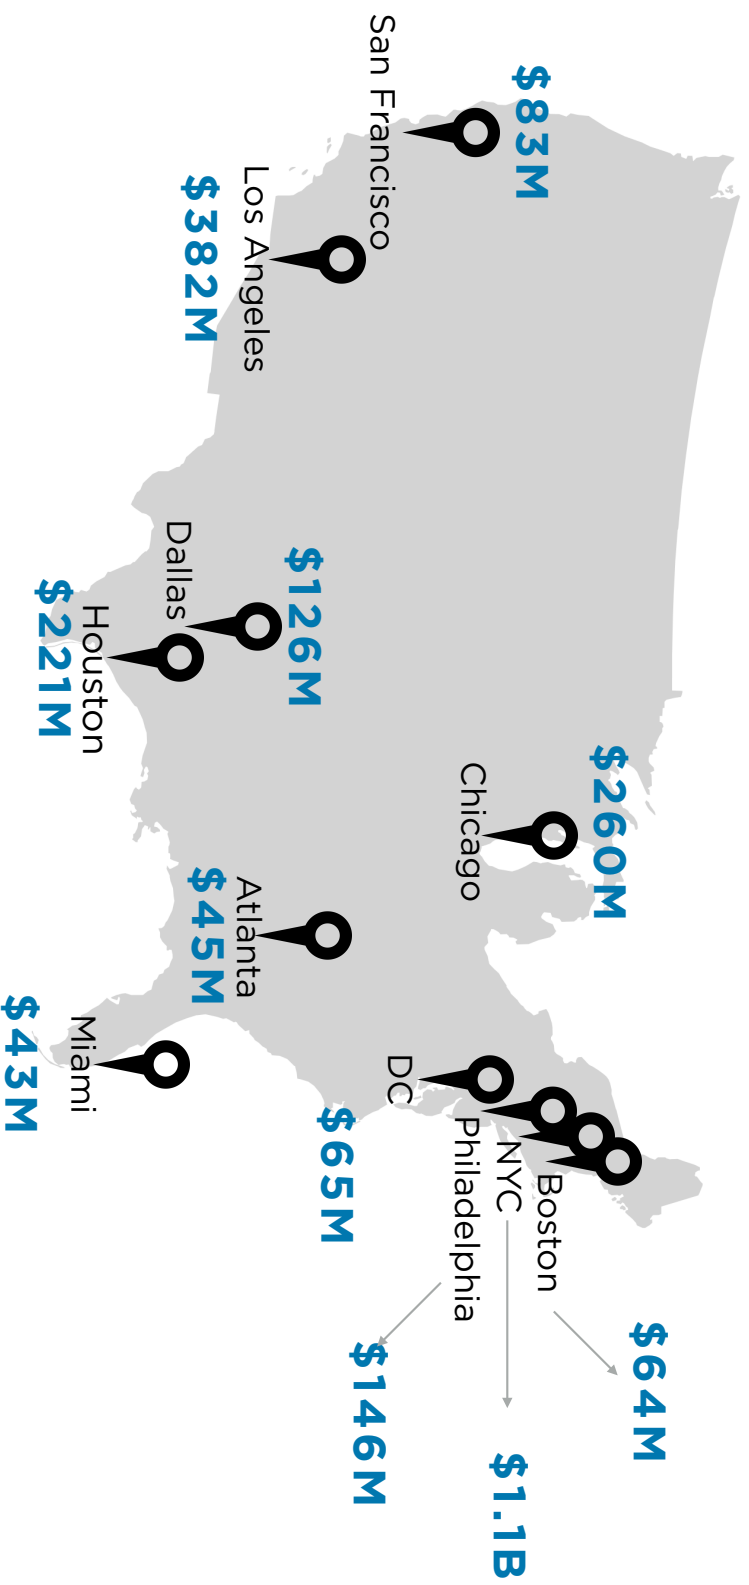 $83M
San Francisco
Los Angeles
$382M
$126M
Dallas
Houston
$221M
$260M
Chicago
Atlanta
$45M
Miami
$43M
DC
$65M
Boston
$64M
NYC
$1.1B
Philadelphia
$146M